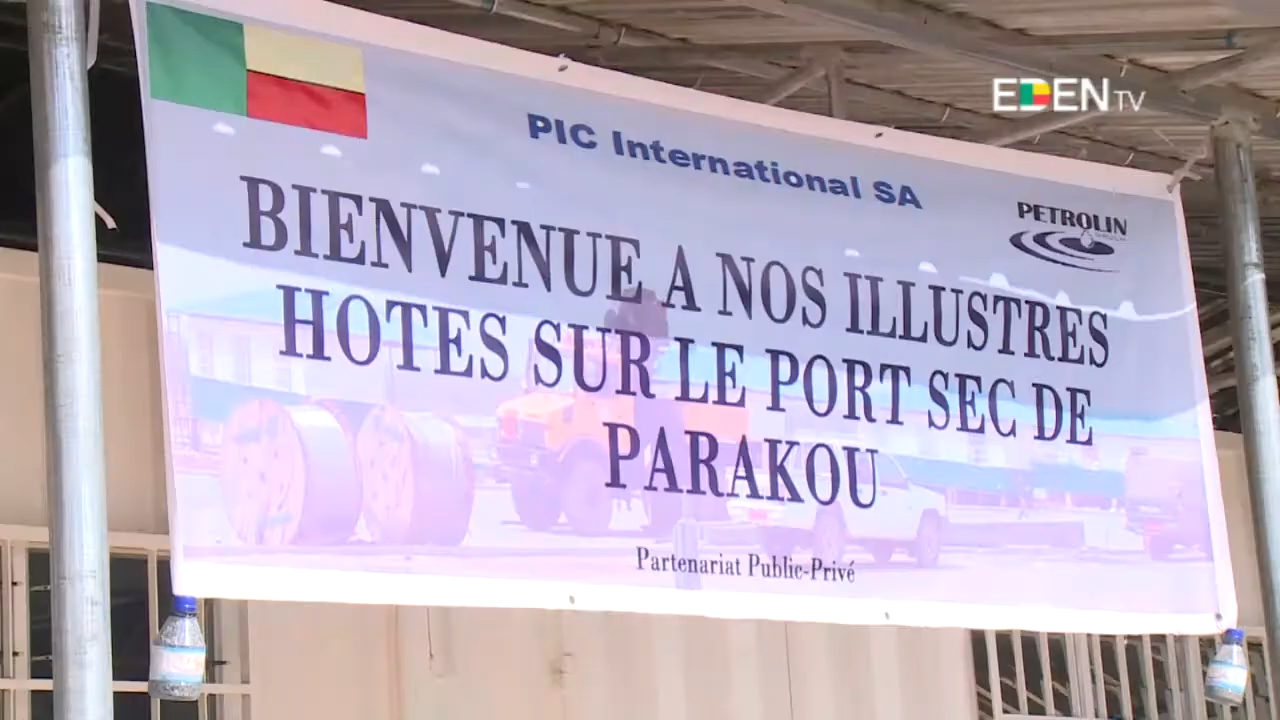 EDEN TV
PIC International SA
PETROLIN
BIENVENUE A NOS ILLUSTRES
HOTES SUR LE PORT SEC DE
PARAKOU
Partenariat Public-Privé